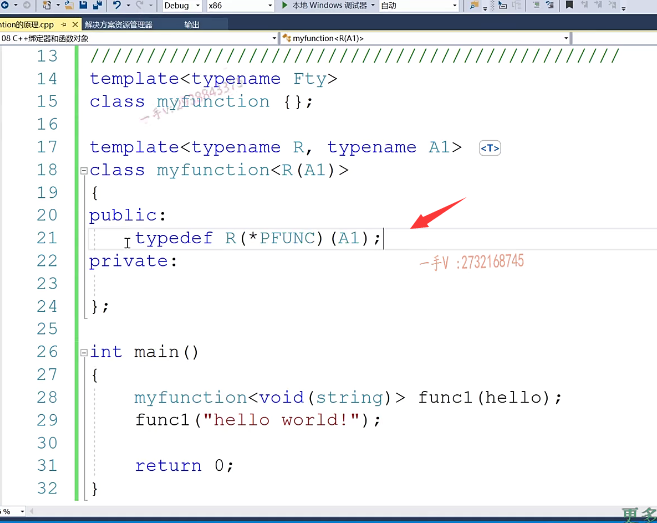 Debug x86 本地 Windows 调试器 自动
ntion的原理.cpp 解决方案资源管理器 输出
08 C++绑定器和函数对象 myfunction<R(A1)>
13 ///////////////////////////////////////////////
14 template<typename Fty>
15 class myfunction {};
16
17 template<typename R, typename A1> <T>
18 class myfunction<R(A1)>
19 {
20 public:
21 typedef R(*PFUNC)(A1);
22 private:
一手V :2732168745
23
24 };
25
26 int main()
27 {
28 myfunction<void(string)> func1(hello);
29 func1("hello world!");
30
31 return 0;
32 }
%
更多